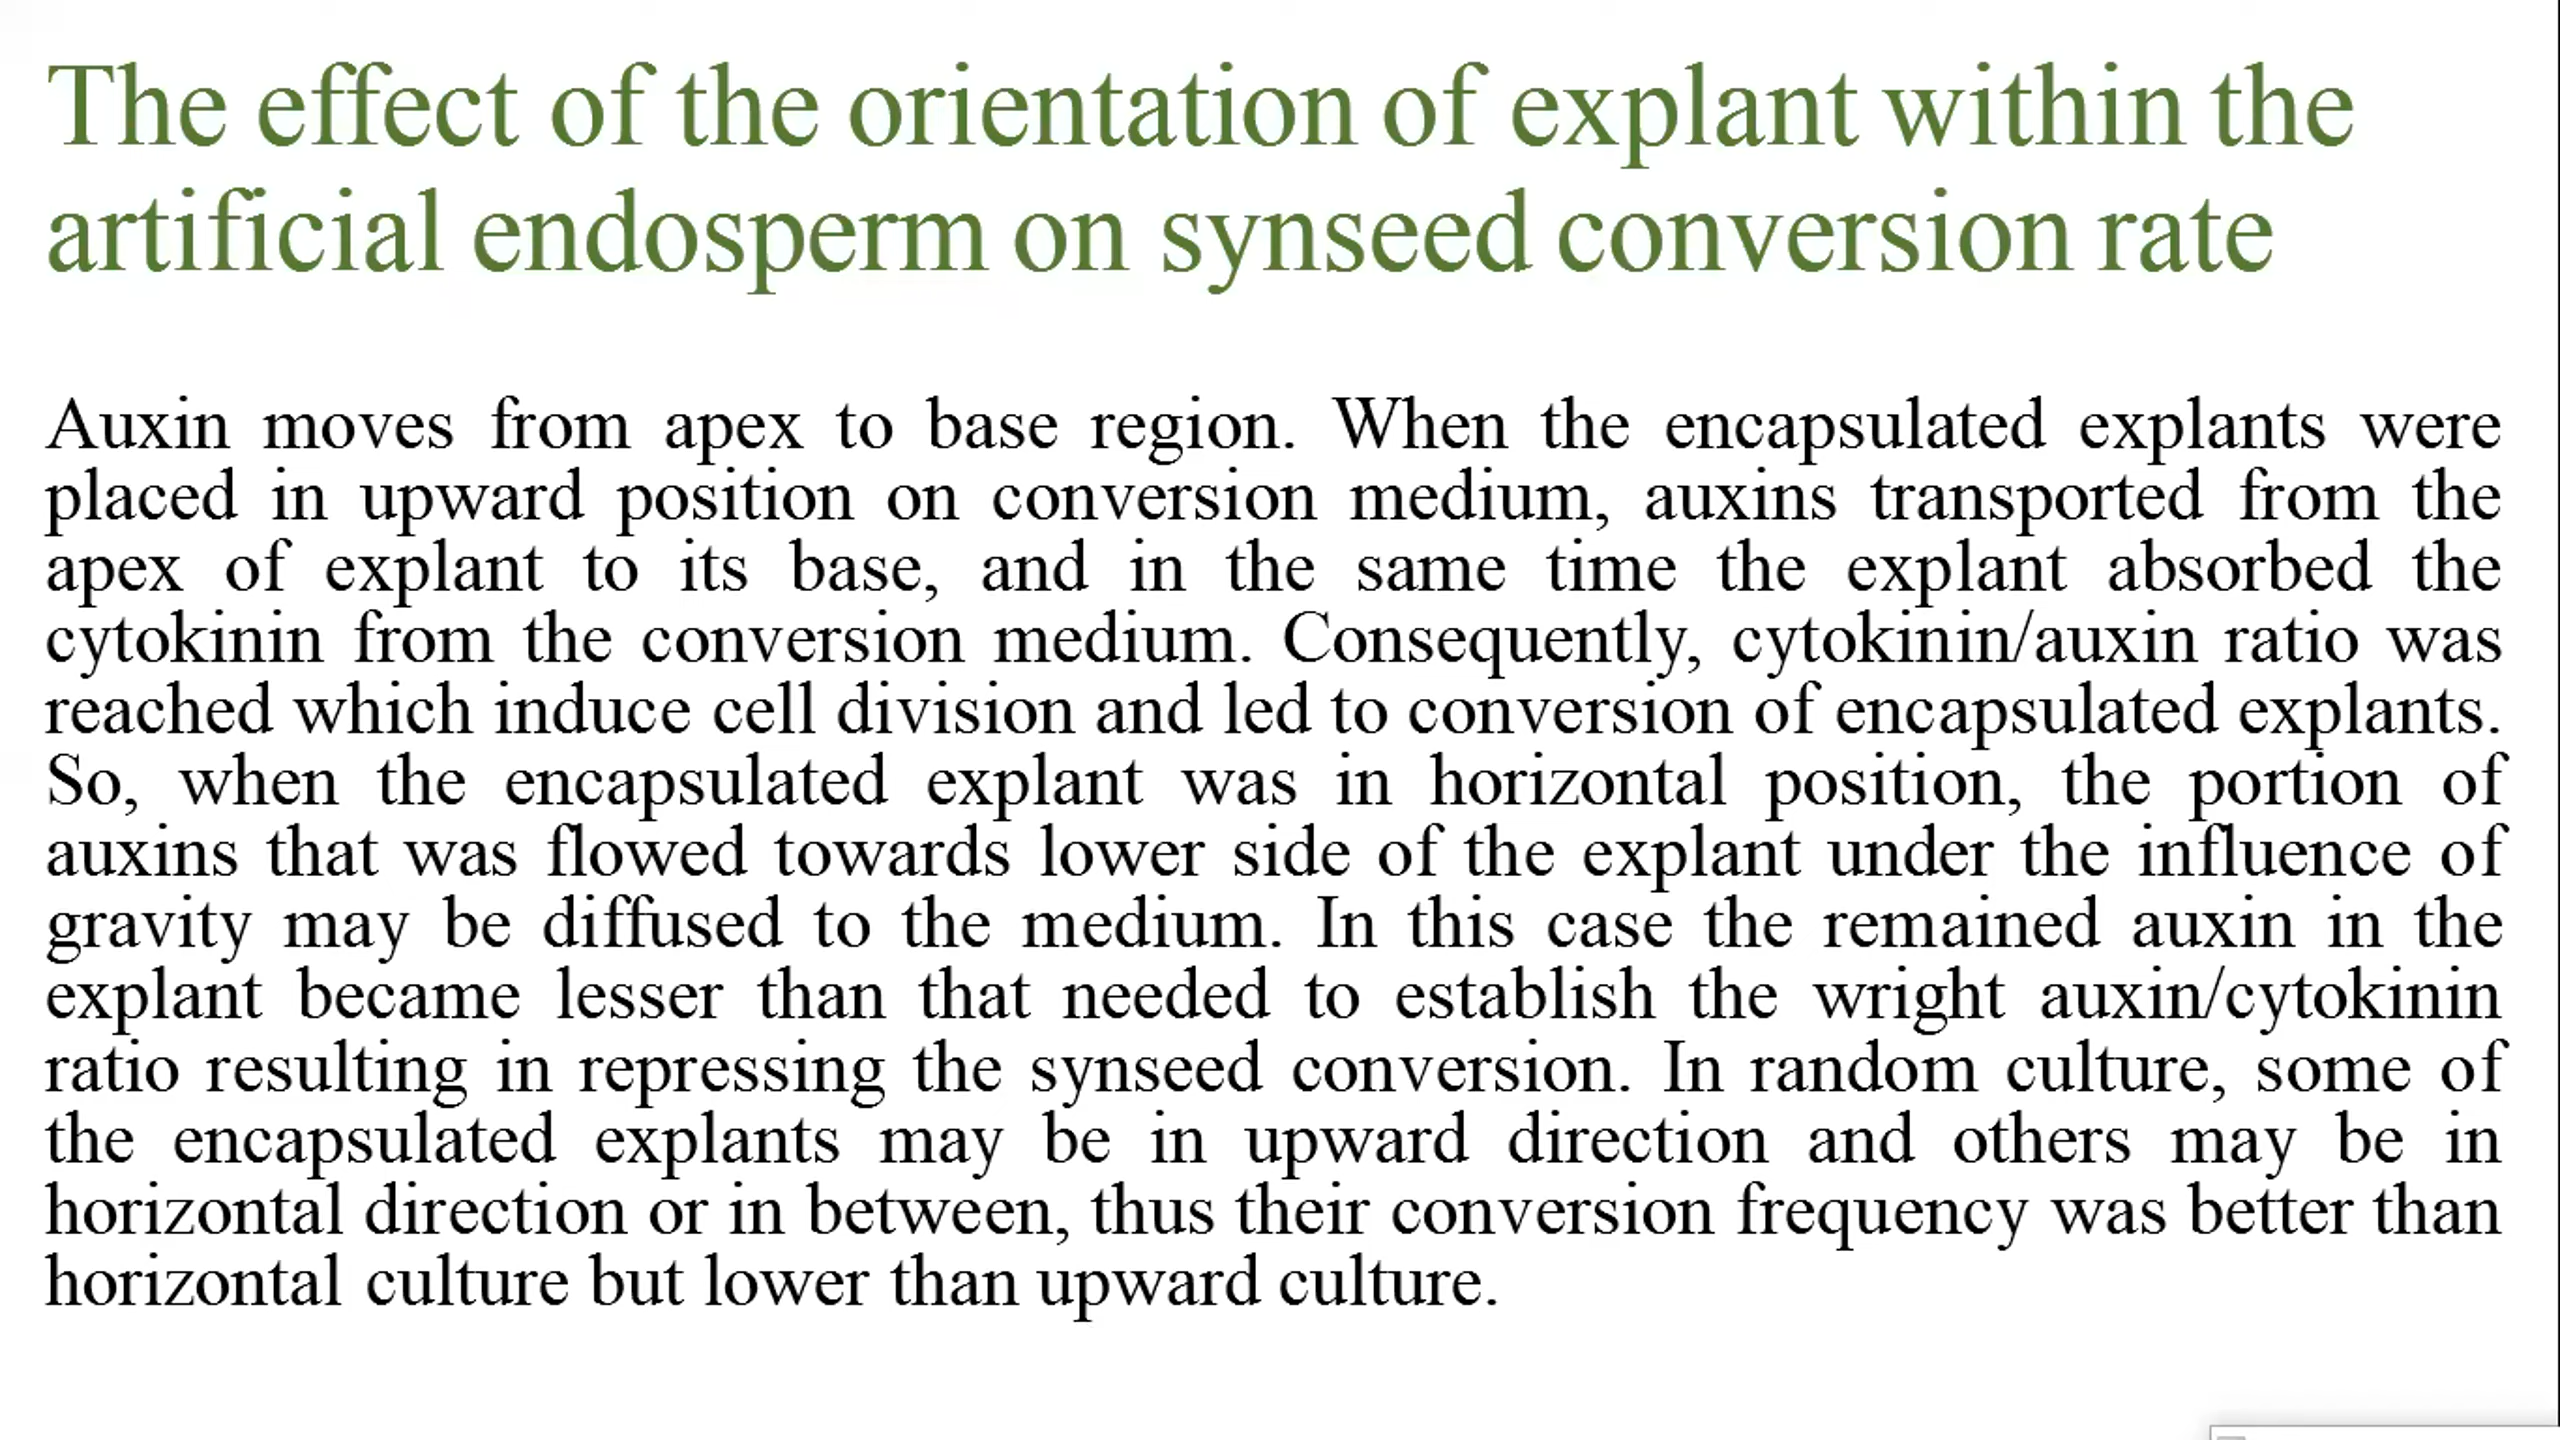 The effect of the orientation of explant within the
artificial endosperm on synseed conversion rate
Auxin moves from apex to base region. When the encapsulated explants were
placed in upward position on conversion medium, auxins transported from the
apex of explant to its base, and in the same time the explant absorbed the
cytokinin from the conversion medium. Consequently, cytokinin/auxin ratio was
reached which induce cell division and led to conversion of encapsulated explants.
So, when the encapsulated explant was in horizontal position, the portion of
auxins that was flowed towards lower side of the explant under the influence of
gravity may be diffused to the medium. In this case the remained auxin in the
explant became lesser than that needed to establish the wright auxin/cytokinin
ratio resulting in repressing the synseed conversion. In random culture, some of
the encapsulated explants may be in upward direction and others may be in
horizontal direction or in between, thus their conversion frequency was better than
horizontal culture but lower than upward culture.